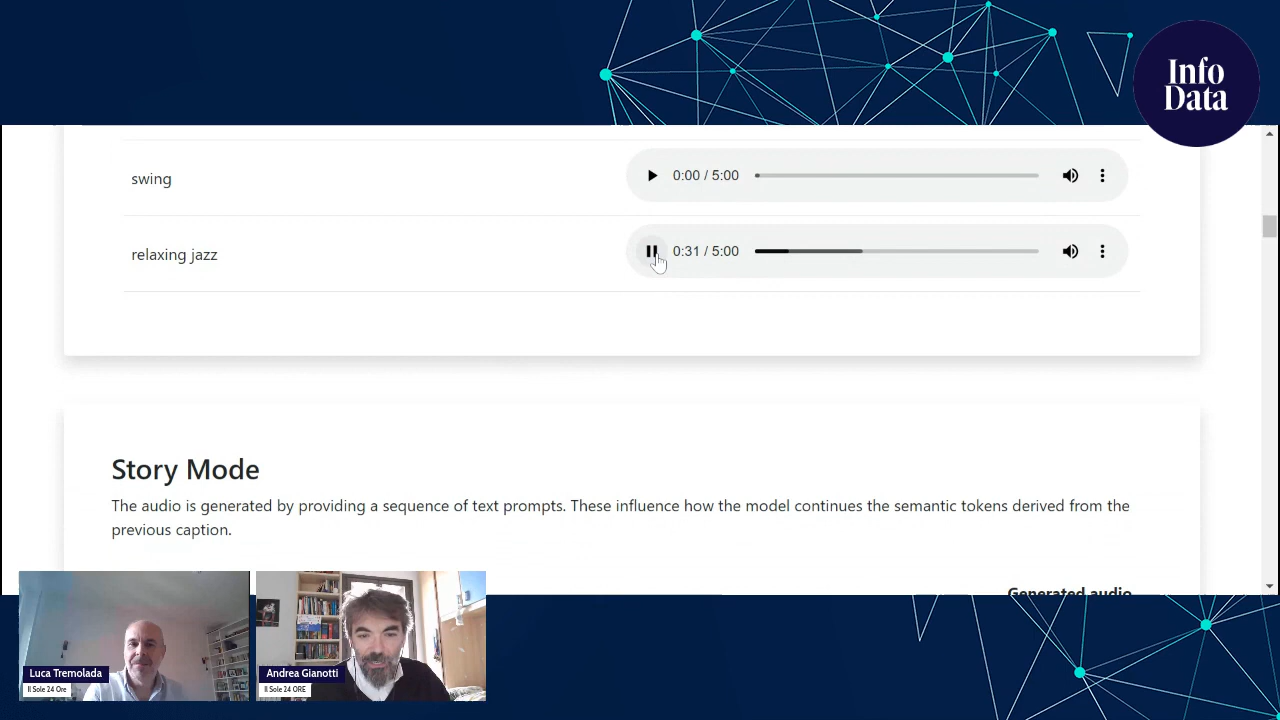 Info
Data
swing
0:00 / 5:00
relaxing jazz
0:31 / 5:00
Story Mode
The audio is generated by providing a sequence of text prompts. These influence how the model continues the semantic tokens derived from the
previous caption.
Generated audio
Luca Tremolada
Il Sole 24 Ore
Andrea Gianotti
Il Sole 24 ORE